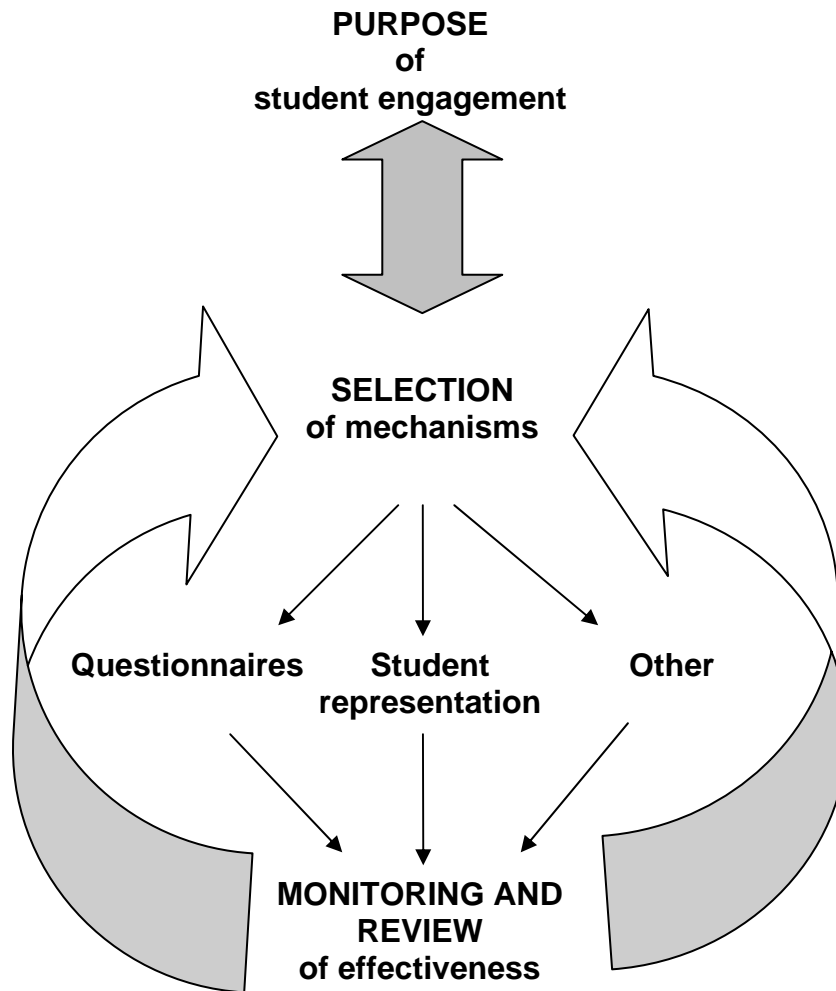 PURPOSE
of
student engagement
SELECTION
of mechanisms
Questionnaires
Student
representation
Other
MONITORING AND
REVIEW
of effectiveness